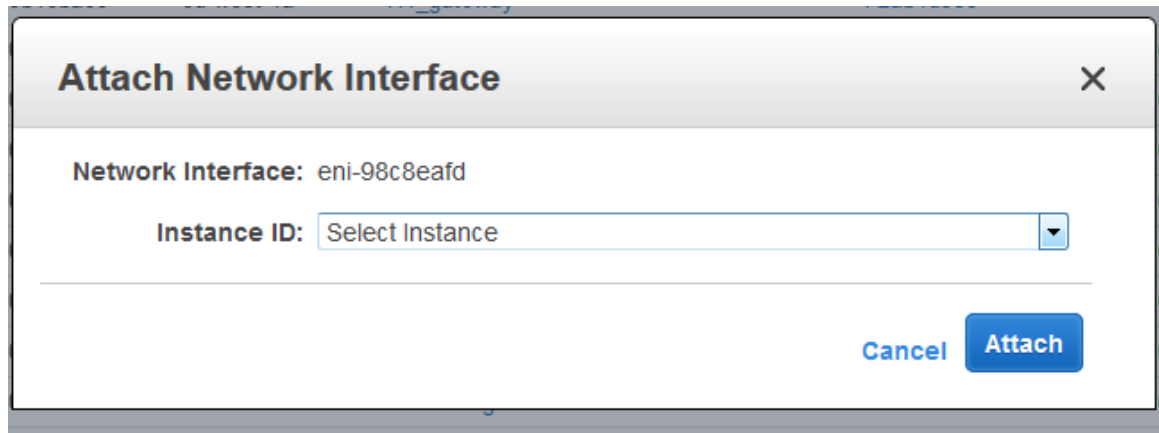 Attach Network Interface
Network Interface: eni-98c8eafd
Instance ID: Select Instance
Cancel Attach